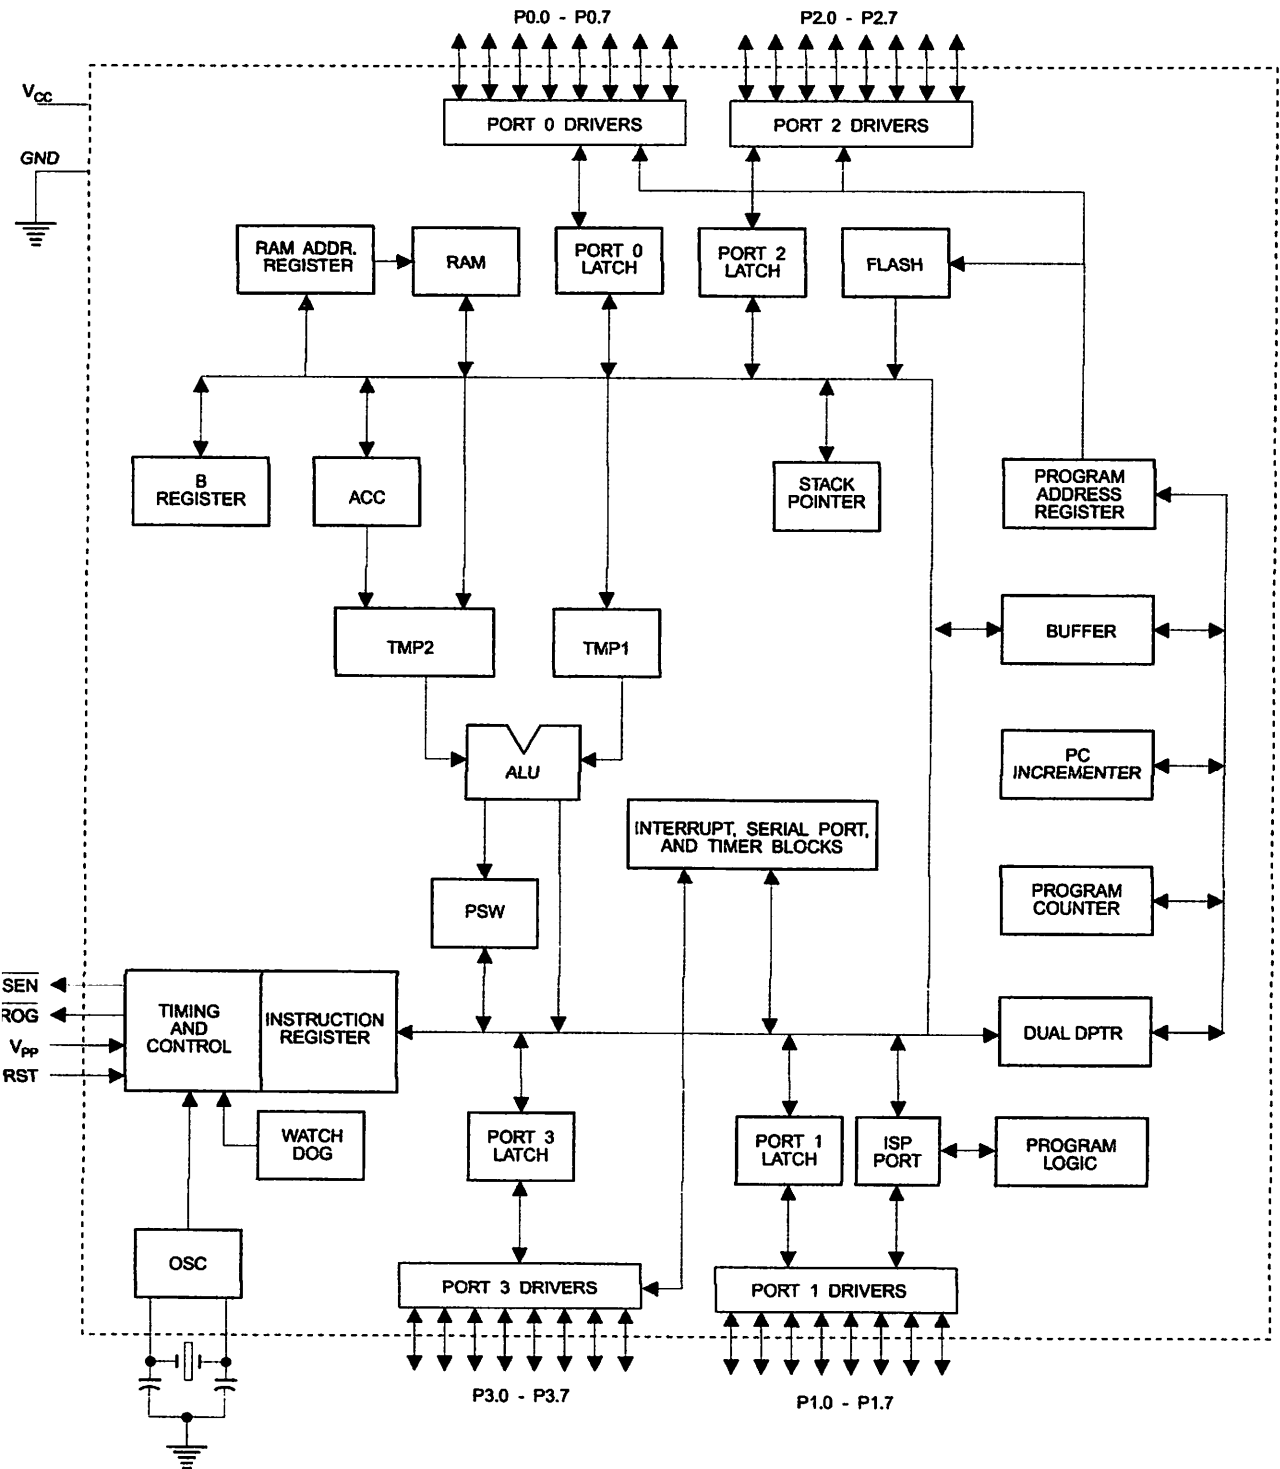 P0.0 - P0.7
P2.0 - P2.7
VCC
GND
PORT 0 DRIVERS
PORT 2 DRIVERS
RAM ADDR.
REGISTER
RAM
PORT 0
LATCH
PORT 2
LATCH
FLASH
B
REGISTER
ACC
STACK
POINTER
PROGRAM
ADDRESS
REGISTER
TMP2
TMP1
BUFFER
ALU
PC
INCREMENTER
INTERRUPT, SERIAL PORT,
AND TIMER BLOCKS
PSW
PROGRAM
COUNTER
SEN
ROG
VPP
RST
TIMING
AND
CONTROL
INSTRUCTION
REGISTER
DUAL DPTR
WATCH
DOG
PORT 3
LATCH
PORT 1
LATCH
ISP
PORT
PROGRAM
LOGIC
OSC
PORT 3 DRIVERS
PORT 1 DRIVERS
P3.0 - P3.7
P1.0 - P1.7